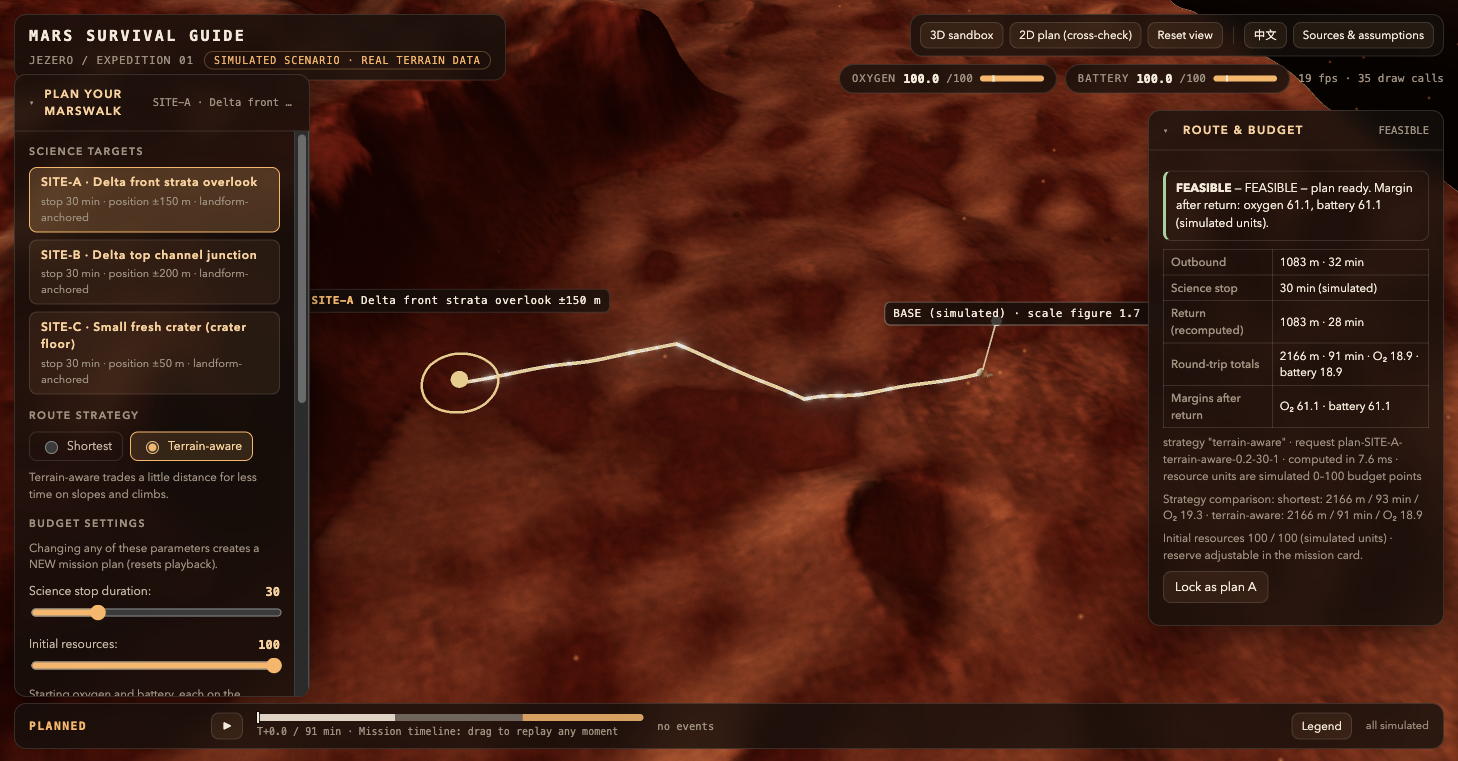 MARS SURVIVAL GUIDE
JEZERO / EXPEDITION 01 SIMULATED SCENARIO · REAL TERRAIN DATA
3D sandbox 2D plan (cross-check) Reset view 中文 Sources & assumptions
OXYGEN 100.0 /100 BATTERY 100.0 /100 19 fps · 35 draw calls
PLAN YOUR
MARSWALK
SITE-A · Delta front …
SCIENCE TARGETS
SITE-A · Delta front strata overlook
stop 30 min · position ±150 m · landform-
anchored
SITE-B · Delta top channel junction
stop 30 min · position ±200 m · landform-
anchored
SITE-C · Small fresh crater (crater
floor)
stop 30 min · position ±50 m · landform-
anchored
ROUTE STRATEGY
Shortest Terrain-aware
Terrain-aware trades a little distance for less
time on slopes and climbs.
BUDGET SETTINGS
Changing any of these parameters creates a
NEW mission plan (resets playback).
Science stop duration: 30
Initial resources: 100
Starting oxygen and battery, each on the
SITE-A Delta front strata overlook ±150 m
BASE (simulated) · scale figure 1.7
ROUTE & BUDGET FEASIBLE
FEASIBLE — FEASIBLE — plan ready. Margin
after return: oxygen 61.1, battery 61.1
(simulated units).
Outbound 1083 m · 32 min
Science stop 30 min (simulated)
Return
(recomputed)
1083 m · 28 min
Round-trip totals
2166 m · 91 min · O₂ 18.9 ·
battery 18.9
Margins after
return
O₂ 61.1 · battery 61.1
strategy "terrain-aware" · request plan-SITE-A-
terrain-aware-0.2-30-1 · computed in 7.6 ms ·
resource units are simulated 0–100 budget points
Strategy comparison: shortest: 2166 m / 93 min /
O₂ 19.3 · terrain-aware: 2166 m / 91 min / O₂ 18.9
Initial resources 100 / 100 (simulated units) ·
reserve adjustable in the mission card.
Lock as plan A
PLANNED
T+0.0 / 91 min · Mission timeline: drag to replay any moment
no events
Legend all simulated